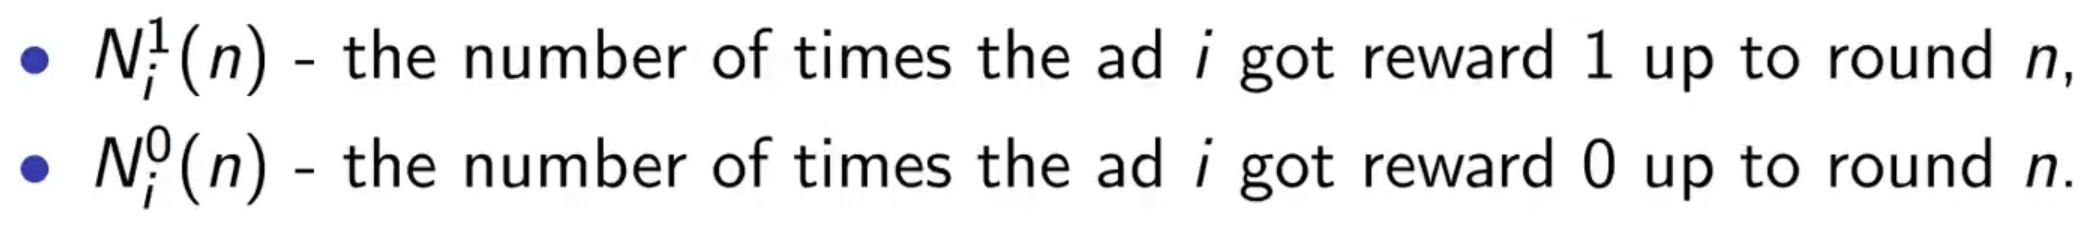 • N_i^1(n) - the number of times the ad i got reward 1 up to round n,
• N_i^0(n) - the number of times the ad i got reward 0 up to round n.